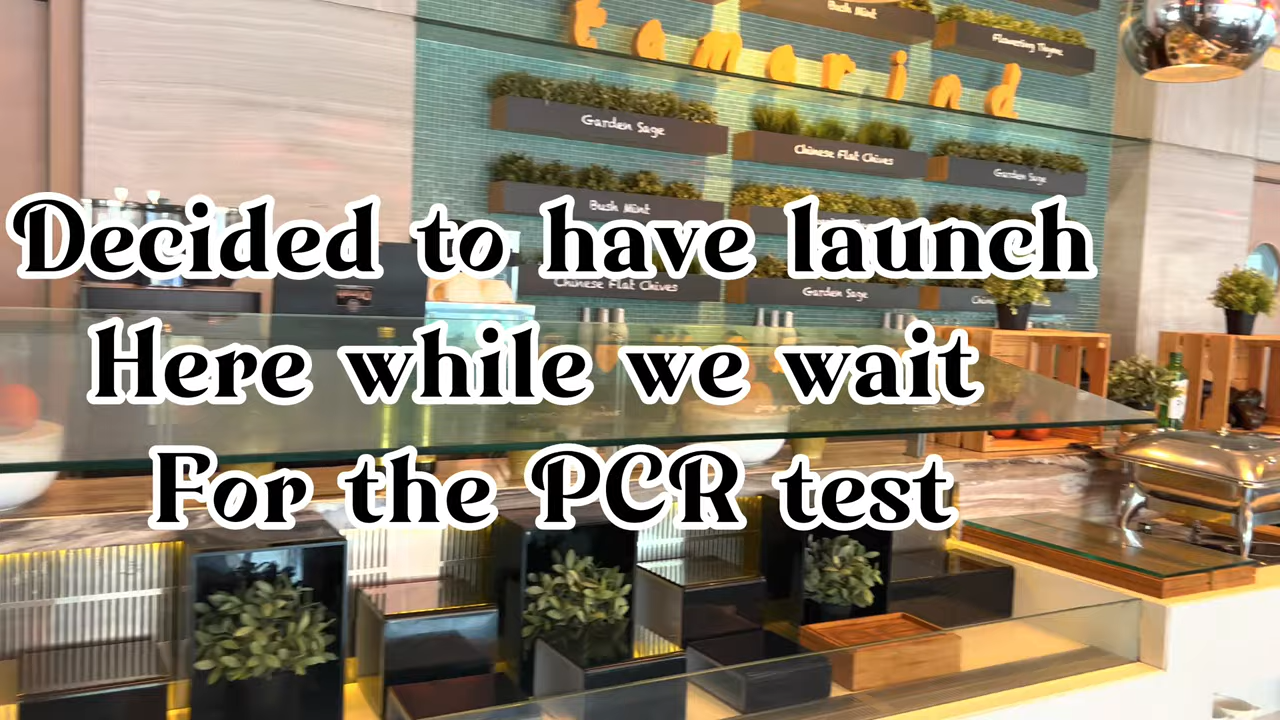 Bush Mint
Flowering Thyme
tamarind
Garden Sage
Chinese Flat Chives
Garden Sage
Bush Mint
Decided to have launch
Chinese Flat Chives
Garden Sage
Here while we wait
For the PCR test